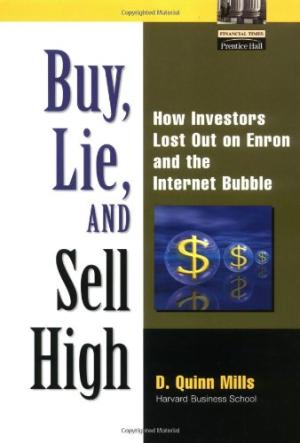 Copyrighted Material
FINANCIAL TIMES
Prentice Hall
Buy,
Lie,
AND
Sell
High
How Investors
Lost Out on Enron
and the
Internet Bubble
$ $ $
D. Quinn Mills
Harvard Business School
Copyrighted Material